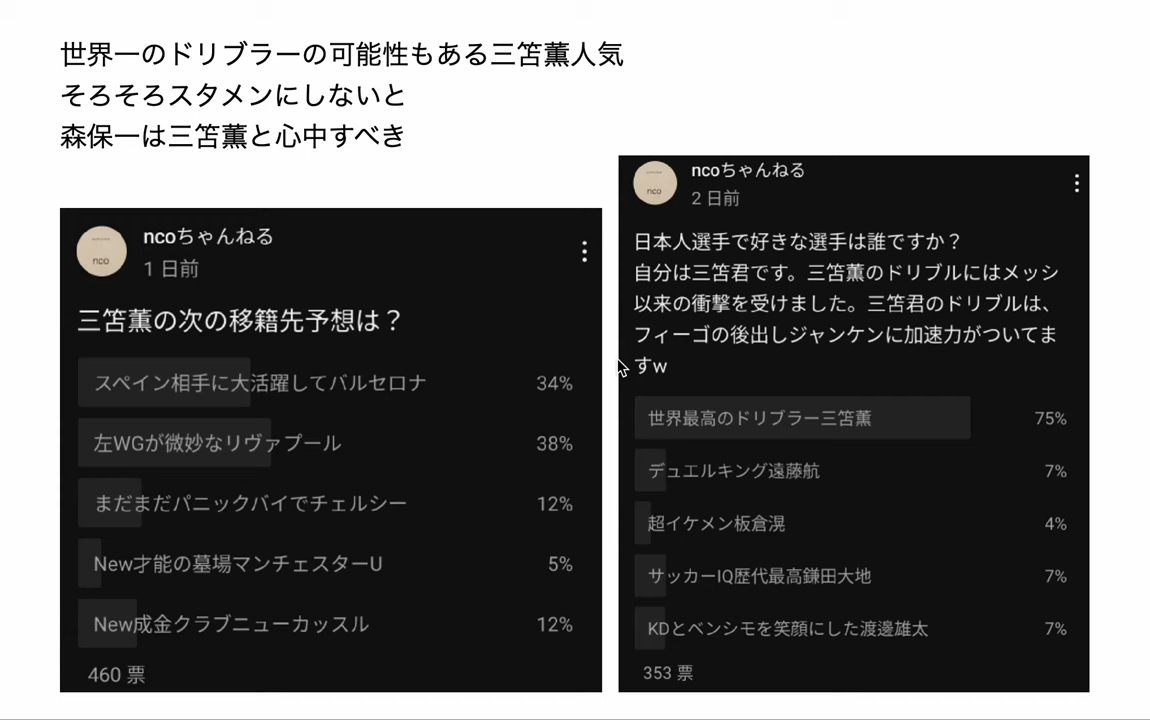 世界一のドリブラーの可能性もある三笘薫人気
そろそろスタメンにしないと
森保一は三笘薫と心中すべき
nco
ncoちゃんねる
1 日前
三笘薫の次の移籍先予想は？
スペイン相手に大活躍してバルセロナ 34%
左WGが微妙なリヴァプール 38%
まだまだパニックバイでチェルシー 12%
New才能の墓場マンチェスターU 5%
New成金クラブニューカッスル 12%
460 票
nco
ncoちゃんねる
2 日前
日本人選手で好きな選手は誰ですか？
自分は三笘君です。三笘薫のドリブルにはメッシ
以来の衝撃を受けました。三笘君のドリブルは、
フィーゴの後出しジャンケンに加速力がついてま
すw
世界最高のドリブラー三笘薫 75%
デュエルキング遠藤航 7%
超イケメン板倉滉 4%
サッカーIQ歴代最高鎌田大地 7%
KDとベンシモを笑顔にした渡邊雄太 7%
353 票